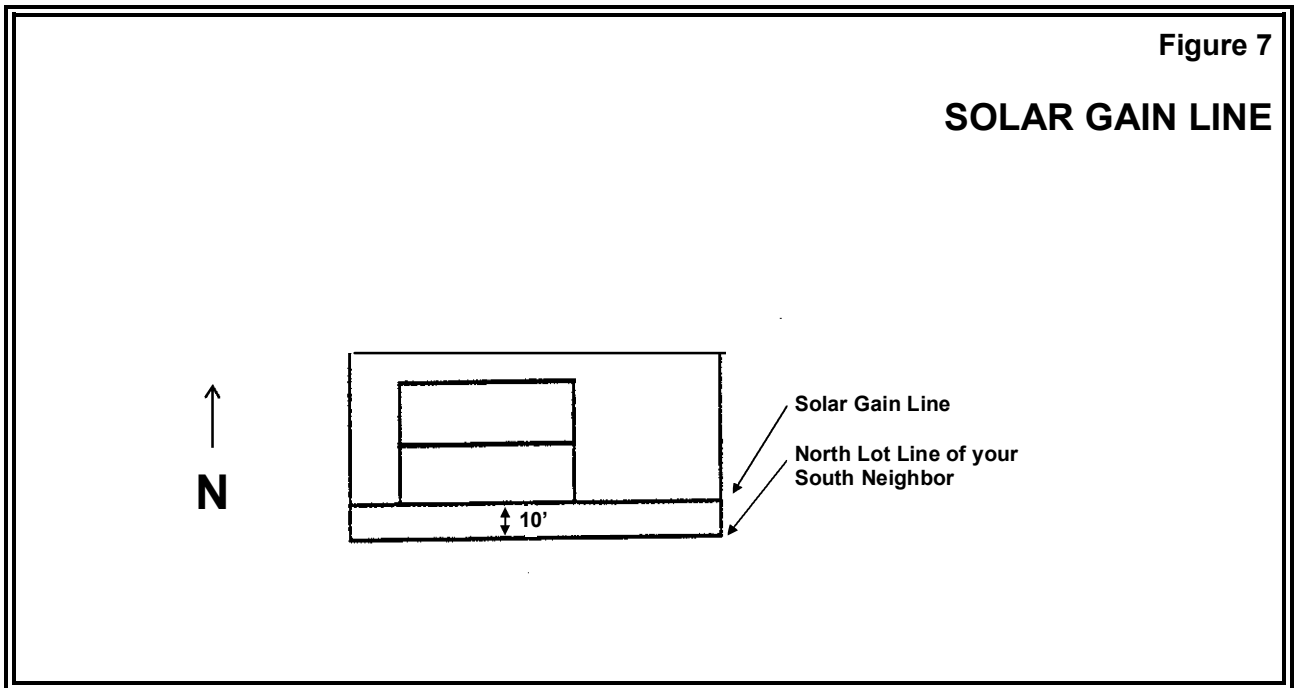 Figure 7
SOLAR GAIN LINE
Solar Gain Line
North Lot Line of your
South Neighbor
N
10’